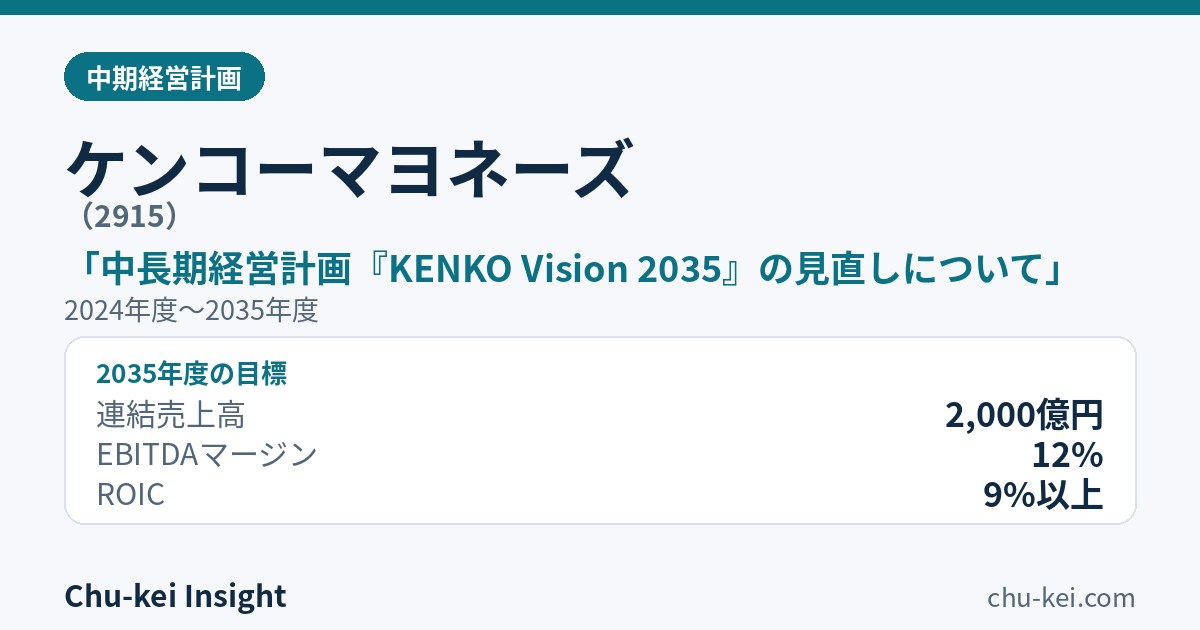 中期経営計画
ケンコーマヨネーズ
（2915）
「中長期経営計画『KENKO Vision 2035』の見直しについて」
2024年度～2035年度
2035年度の目標
連結売上高 2,000億円
EBITDAマージン 12%
ROIC 9%以上
Chu-kei Insight chu-kei.com